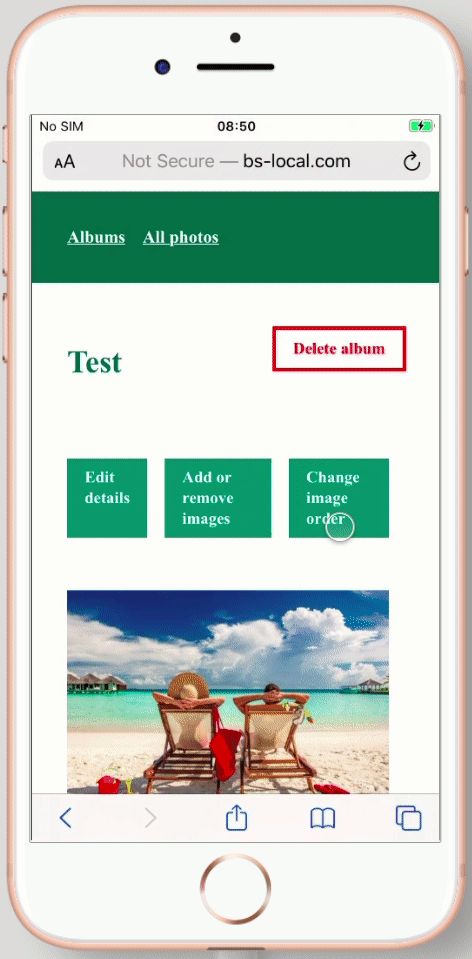 No SIM 08:50
AA Not Secure — bs-local.com
Albums All photos
Test
Delete album
Edit
details
Add or
remove
images
Change
image
order